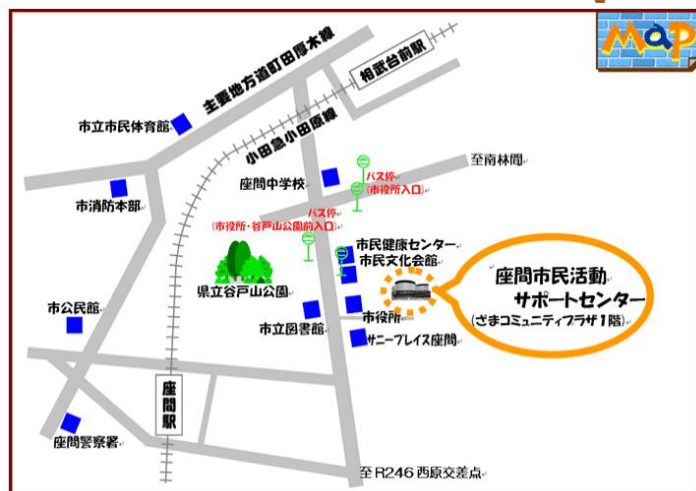 MaP
相武台前駅
主要地方道町田厚木線
小田急小田原線
市立市民体育館
座間中学校
至南林間
バス停
(市役所入口)
市消防本部
バス停
(市役所・谷戸山公園前入口)
市民健康センター
市民文化会館
県立谷戸山公園
座間市民活動
サポートセンター
(ざまコミュニティプラザ1階)
市公民館
市立図書館
市役所
サニープレイス座間
座間駅
座間警察署
至R246西原交差点